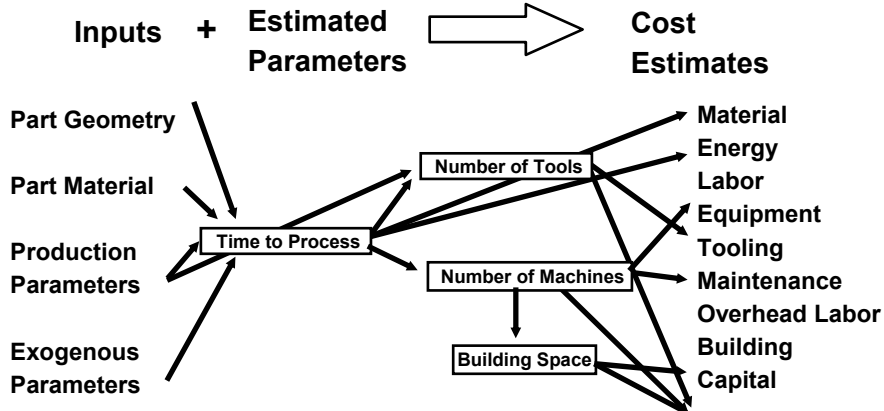 Inputs + Estimated Parameters
Cost Estimates
Part Geometry
Part Material
Production Parameters
Exogenous Parameters
Time to Process
Number of Tools
Number of Machines
Building Space
Material
Energy
Labor
Equipment
Tooling
Maintenance
Overhead Labor
Building
Capital